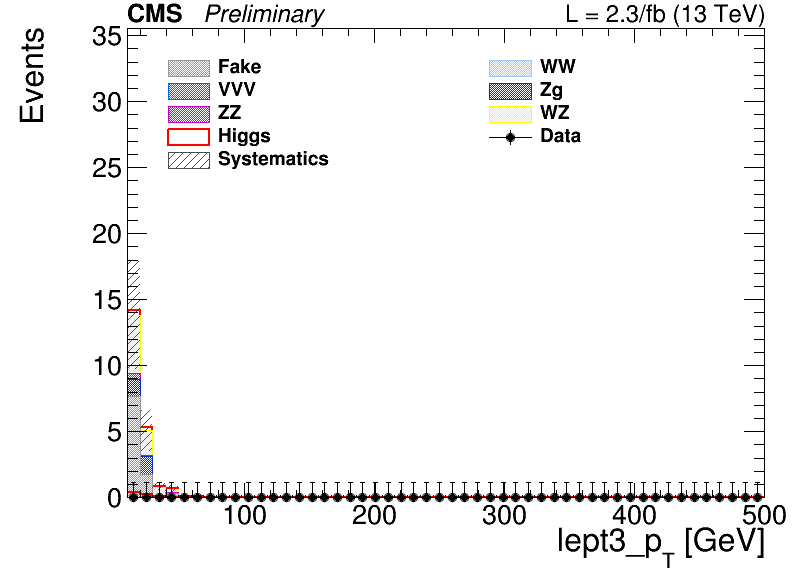 CMS Preliminary L = 2.3/fb (13 TeV)
Events
35
30
25
20
15
10
5
0
Fake
VVV
ZZ
Higgs
Systematics
WW
Zg
WZ
Data
100 200 300 400 500
lept3_p_T [GeV]